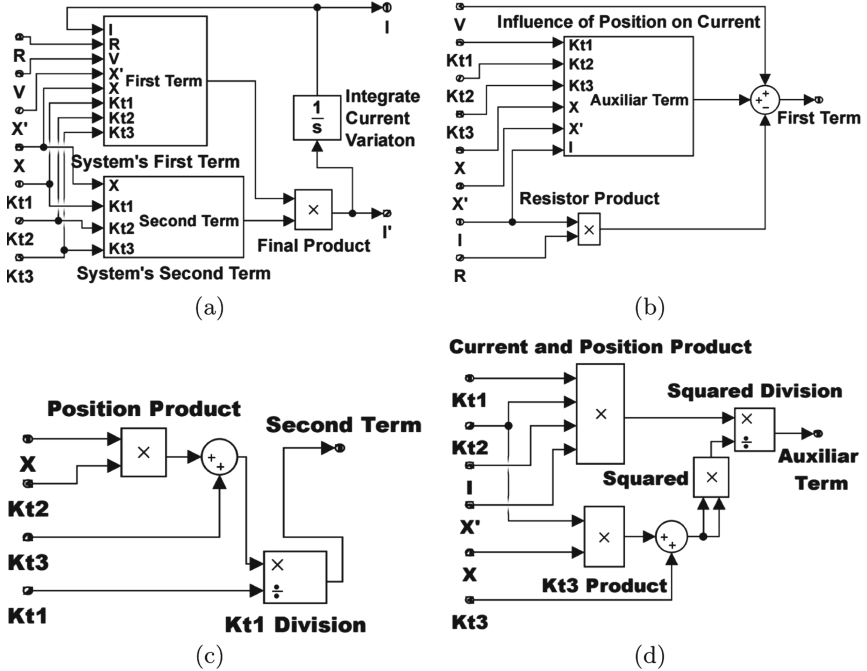 I
R
V
X'
X
Kt1
Kt2
Kt3
First Term
System's First Term
X
Kt1
Kt2
Kt3
Second Term
System's Second Term
R
V
X'
X
Kt1
Kt2
Kt3
1
s
Integrate
Current
Variaton
×
Final Product
I
I'
(a)
Influence of Position on Current
V
Kt1
Kt2
Kt3
X
X'
I
R
Kt1
Kt2
Kt3
X
X'
I
Auxiliar Term
Resistor Product
×
+
+
−
First Term
(b)
Position Product
X
Kt2
Kt3
Kt1
×
+
+
×
÷
Kt1 Division
Second Term
(c)
Current and Position Product
Kt1
Kt2
I
X'
X
Kt3
×
×
Kt3 Product
+
+
Squared
×
Squared Division
×
÷
Auxiliar
Term
(d)